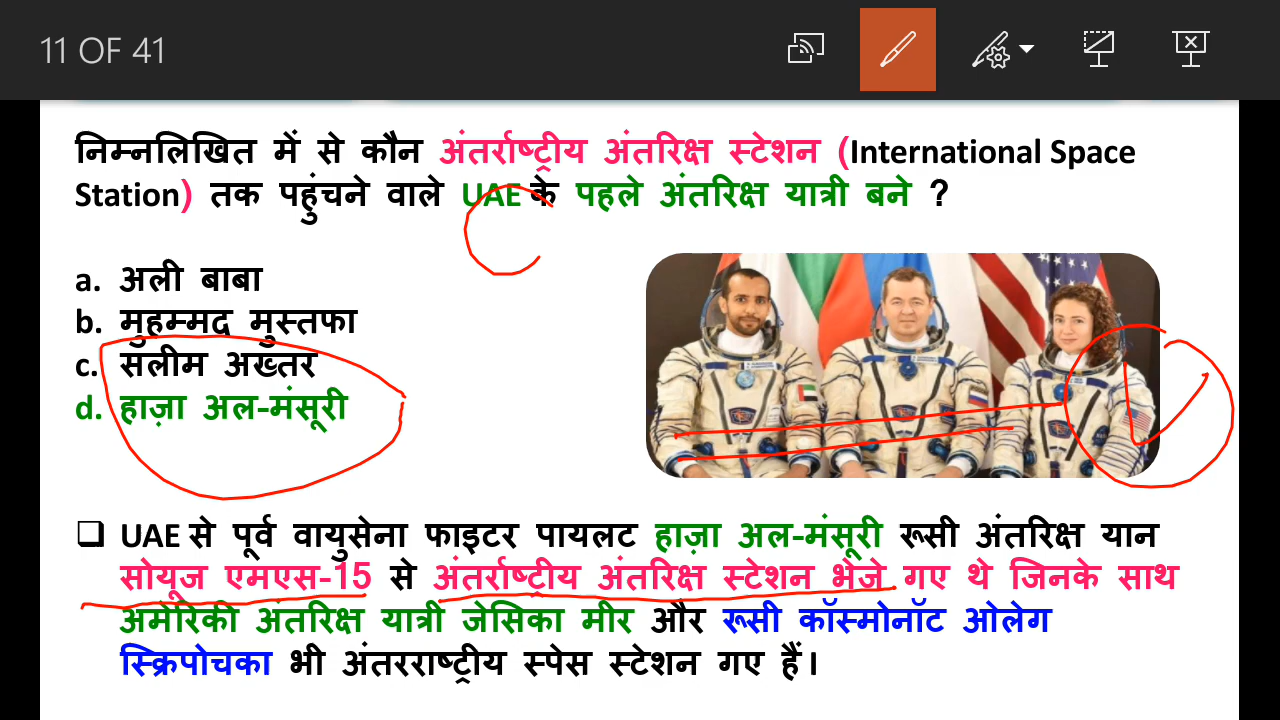 11 OF 41
निम्नलिखित में से कौन अंतर्राष्ट्रीय अंतरिक्ष स्टेशन (International Space
Station) तक पहुंचने वाले UAE के पहले अंतरिक्ष यात्री बने ?
a. अली बाबा
b. मुहम्मद मुस्तफा
c. सलीम अख्तर
d. हाज़ा अल-मंसूरी
❑ UAE से पूर्व वायुसेना फाइटर पायलट हाज़ा अल-मंसूरी रूसी अंतरिक्ष यान
सोयूज एमएस-15 से अंतर्राष्ट्रीय अंतरिक्ष स्टेशन भेजे गए थे जिनके साथ
अमेरिकी अंतरिक्ष यात्री जेसिका मीर और रूसी कॉस्मोनॉट ओलेग
स्क्रिपोचका भी अंतरराष्ट्रीय स्पेस स्टेशन गए हैं।